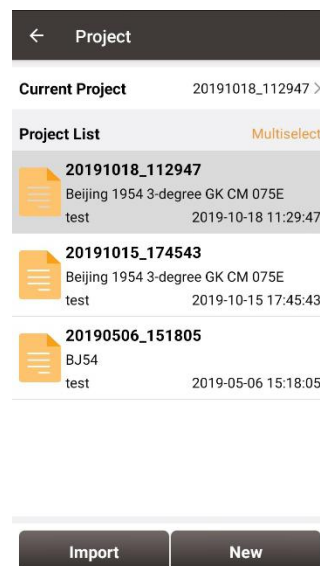 ← Project
Current Project 20191018_112947 >
Project List Multiselect
20191018_112947
Beijing 1954 3-degree GK CM 075E
test 2019-10-18 11:29:47
20191015_174543
Beijing 1954 3-degree GK CM 075E
test 2019-10-15 17:45:43
20190506_151805
BJ54
test 2019-05-06 15:18:05
Import New